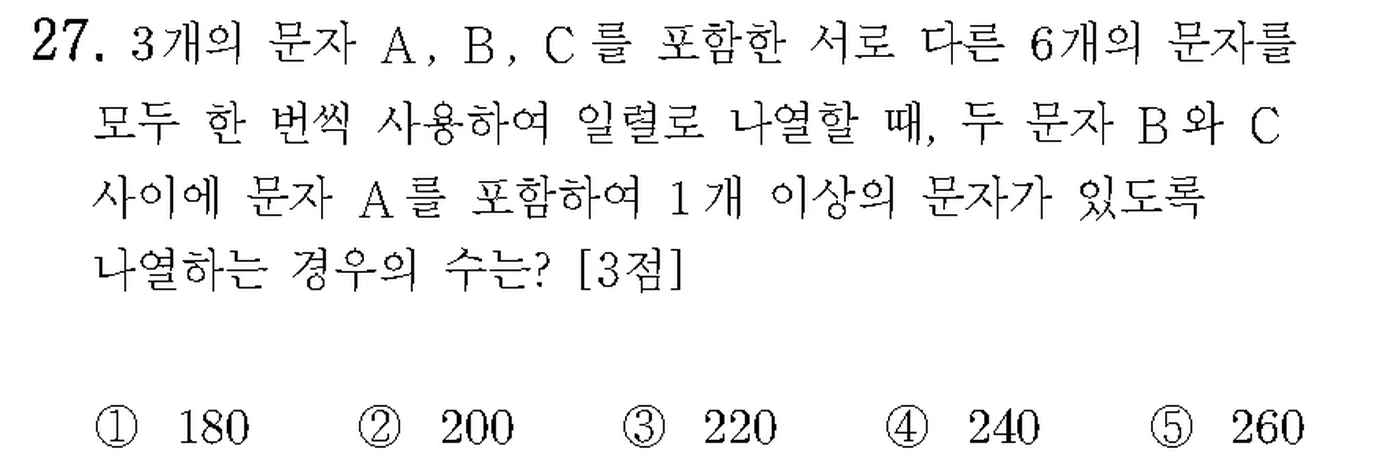 27. 3개의 문자 A, B, C를 포함한 서로 다른 6개의 문자를
모두 한 번씩 사용하여 일렬로 나열할 때, 두 문자 B와 C
사이에 문자 A를 포함하여 1개 이상의 문자가 있도록
나열하는 경우의 수는? [3점]
① 180 ② 200 ③ 220 ④ 240 ⑤ 260